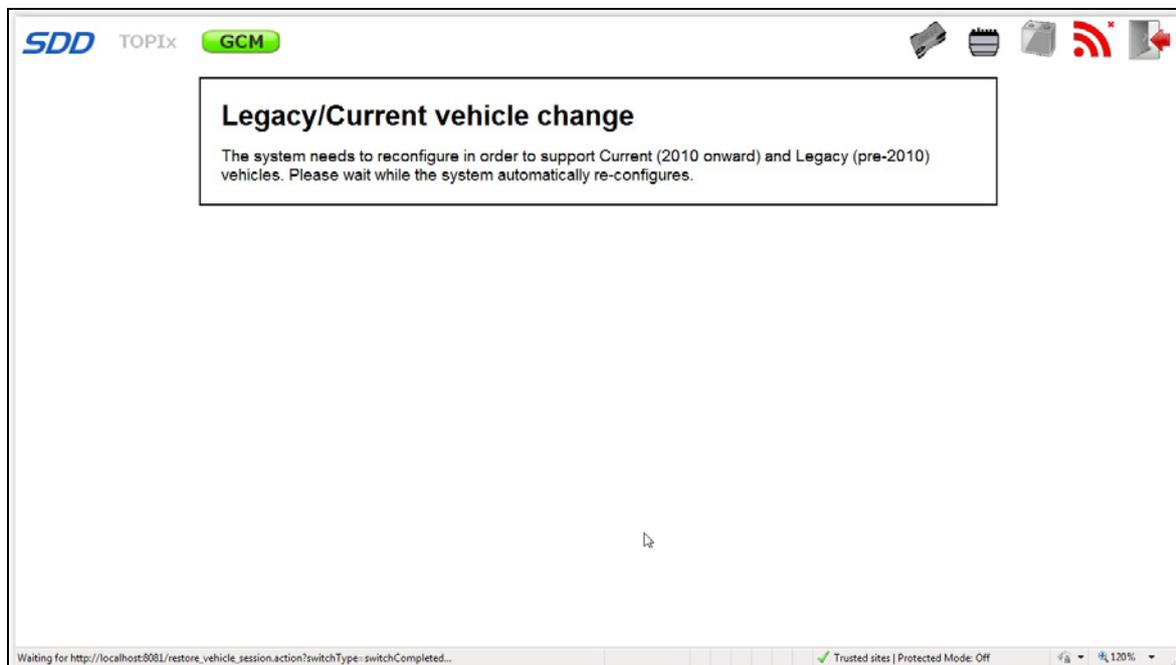 SDD TOPIx GCM
Legacy/Current vehicle change
The system needs to reconfigure in order to support Current (2010 onward) and Legacy (pre-2010)
vehicles. Please wait while the system automatically re-configures.
Waiting for http://localhost:8081/restore_vehicle_session.action?switchType=switchCompleted... Trusted sites | Protected Mode: Off 120%